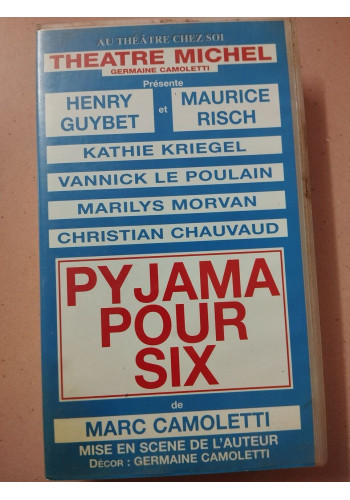 AU THÉÂTRE CHEZ SOI
THEATRE MICHEL
GERMAINE CAMOLETTI
Présente
HENRY
GUYBET
et
MAURICE
RISCH
KATHIE KRIEGEL
VANNICK LE POULAIN
MARILYS MORVAN
CHRISTIAN CHAUVAUD
PYJAMA
POUR
SIX
de
MARC CAMOLETTI
MISE EN SCENE DE L'AUTEUR
DÉCOR : GERMAINE CAMOLETTI